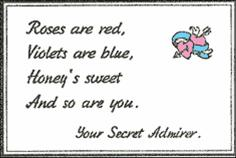 Roses are red,
Violets are blue,
Honey's sweet
And so are you.
Your Secret Admirer.